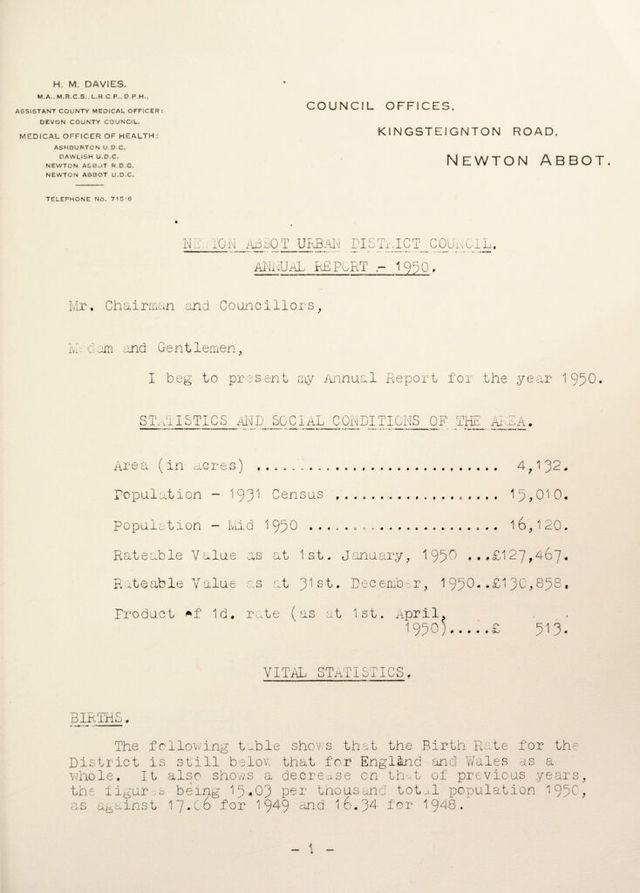 H. M. DAVIES.
M.A., M.R.C.S., L.R.C.P., D.P.H.,
ASSISTANT COUNTY MEDICAL OFFICER:
DEVON COUNTY COUNCIL.
MEDICAL OFFICER OF HEALTH:
ASHBURTON U.D.C.
DAWLISH U.D.C.
NEWTON ABBOT R.D.C.
NEWTON ABBOT U.D.C.
TELEPHONE No. 715-6
COUNCIL OFFICES,
KINGSTEIGNTON ROAD,
NEWTON ABBOT.
NEWTON ABBOT URBAN DISTRICT COUNCIL.
ANNUAL REPORT - 1950.
Mr. Chairman and Councillors,
Madam and Gentlemen,
I beg to present my Annual Report for the year 1950.
STATISTICS AND SOCIAL CONDITIONS OF THE AREA.
Area (in acres) ............................ 4,132.
Population - 1931 Census ................... 15,010.
Population - Mid 1950 ...................... 16,120.
Rateable Value as at 1st. January, 1950 ...£127,467.
Rateable Value as at 31st. December, 1950..£130,858.
Product of 1d. rate (as at 1st. April,
1950).....£ 513.
VITAL STATISTICS.
BIRTHS.
The following table shows that the Birth Rate for the
District is still below that for England and Wales as a
whole. It also shows a decrease on that of previous years,
the figures being 15.03 per thousand total population 1950,
as against 17.06 for 1949 and 16.34 for 1948.
- 1 -